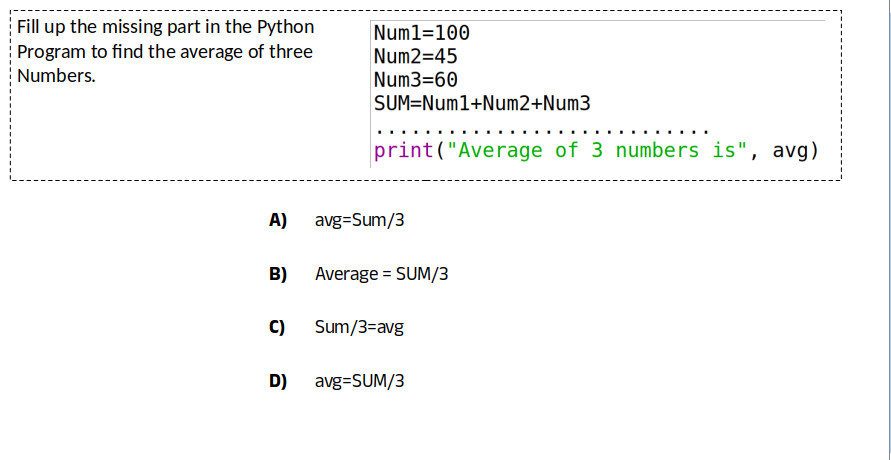 Fill up the missing part in the Python
Program to find the average of three
Numbers.
Num1=100
Num2=45
Num3=60
SUM=Num1+Num2+Num3
............................
print("Average of 3 numbers is", avg)
A) avg=Sum/3
B) Average = SUM/3
C) Sum/3=avg
D) avg=SUM/3